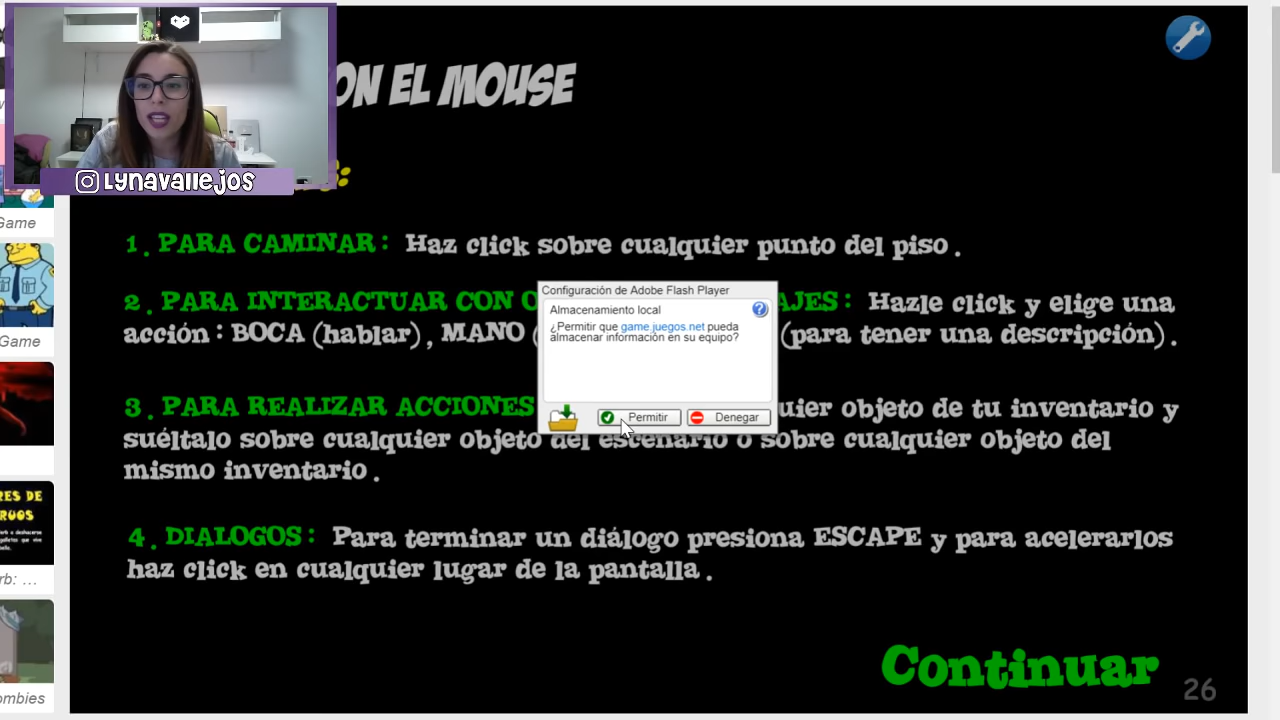 ON EL MOUSE
LYNAVALLEJOS
1. PARA CAMINAR: Haz click sobre cualquier punto del piso.
2. PARA INTERACTUAR CON O
AJES: Hazle click y elige una
acción: BOCA (hablar), MANO (
(para tener una descripción).
Configuración de Adobe Flash Player
Almacenamiento local
¿Permitir que game.juegos.net pueda
almacenar información en su equipo?
Permitir
Denegar
3. PARA REALIZAR ACCIONES
uier objeto de tu inventario y
suéltalo sobre cualquier objeto del escenario o sobre cualquier objeto del
mismo inventario.
4. DIALOGOS: Para terminar un diálogo presiona ESCAPE y para acelerarlos
haz click en cualquier lugar de la pantalla.
Continuar
26
Game
Game
RES DE
RUOS
rb: ...
ombies